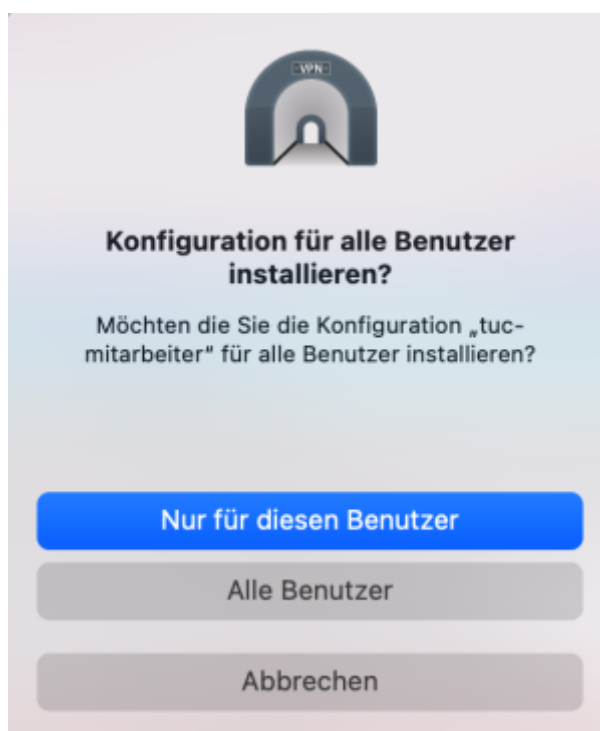 VPN
Konfiguration für alle Benutzer
installieren?
Möchten die Sie die Konfiguration „tuc-
mitarbeiter“ für alle Benutzer installieren?
Nur für diesen Benutzer
Alle Benutzer
Abbrechen